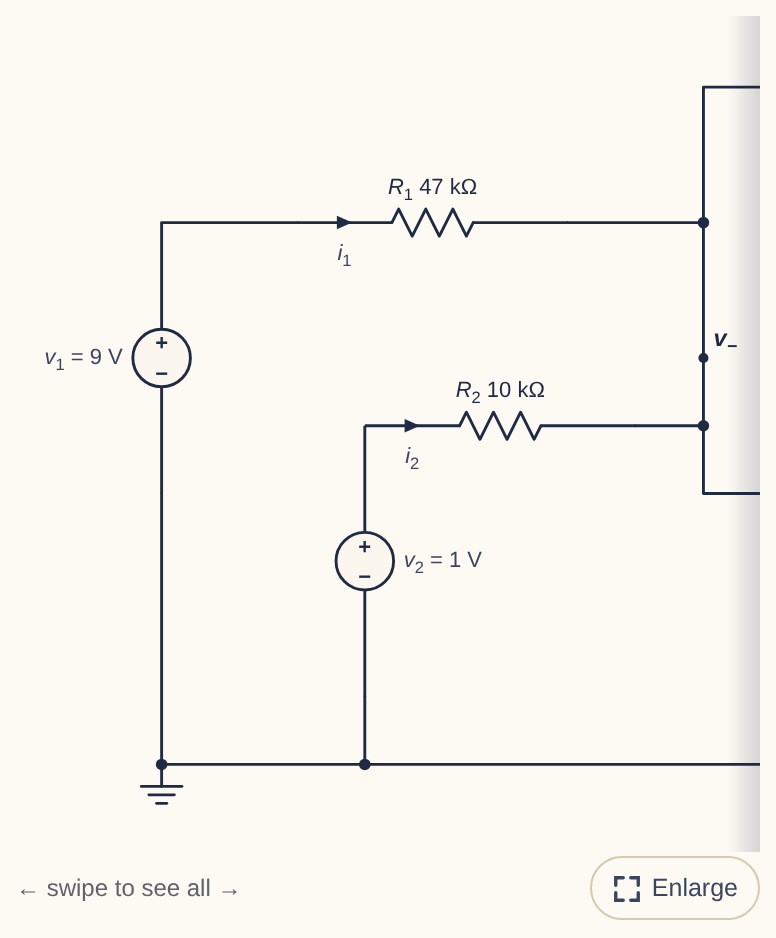 R1 47 kΩ
i1
v1 = 9 V
+
−
v−
R2 10 kΩ
i2
+
−
v2 = 1 V
← swipe to see all →
Enlarge